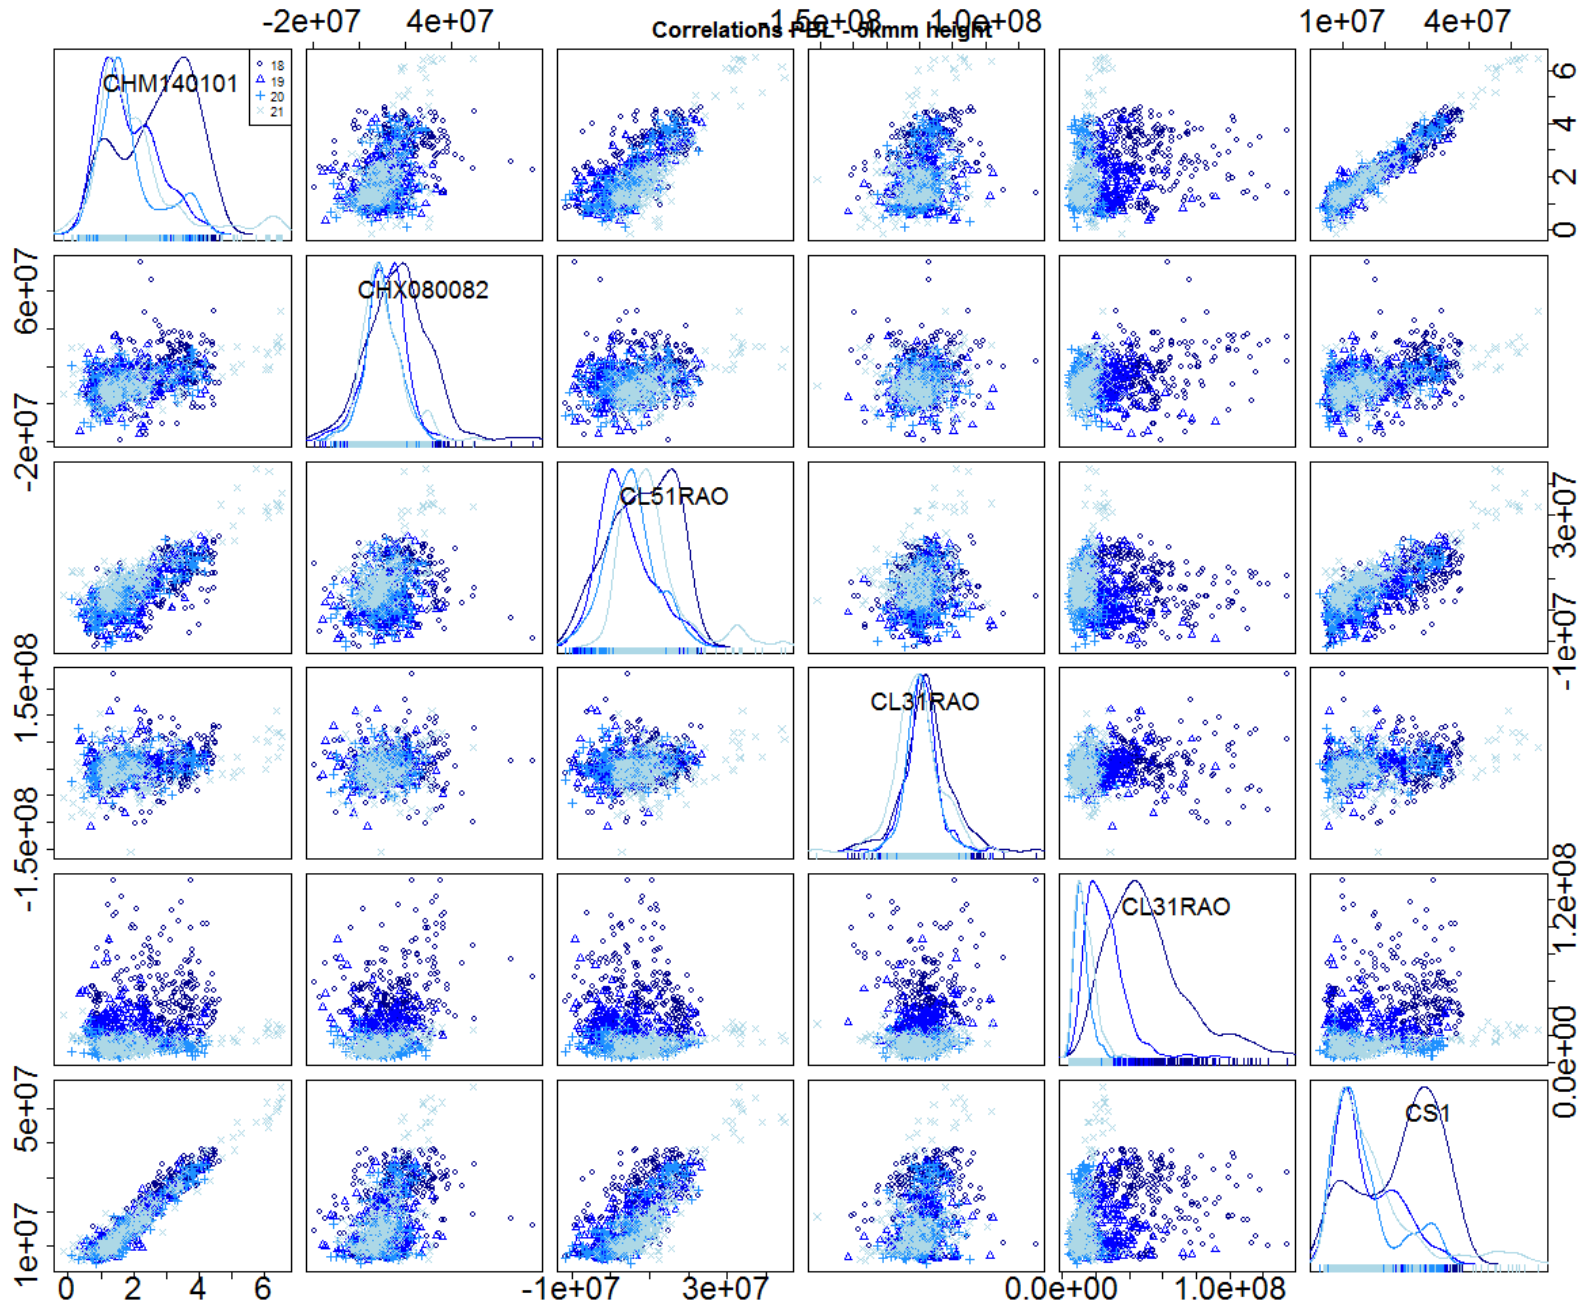 -2e+07 4e+07 -1.5e+08 1.0e+08 1e+07 4e+07
Correlations PBL - 5kmm height
CHM140101
18
19
20
21
0 2 4 6
-2e+07 6e+07
CHX080082
CL51RAO
-1e+07 3e+07
-1.5e+08 1.5e+08
CL31RAO
CL31RAO
0.0e+00 1.2e+08
1e+07 5e+07
CS1
0 2 4 6 -1e+07 3e+07 0.0e+00 1.0e+08